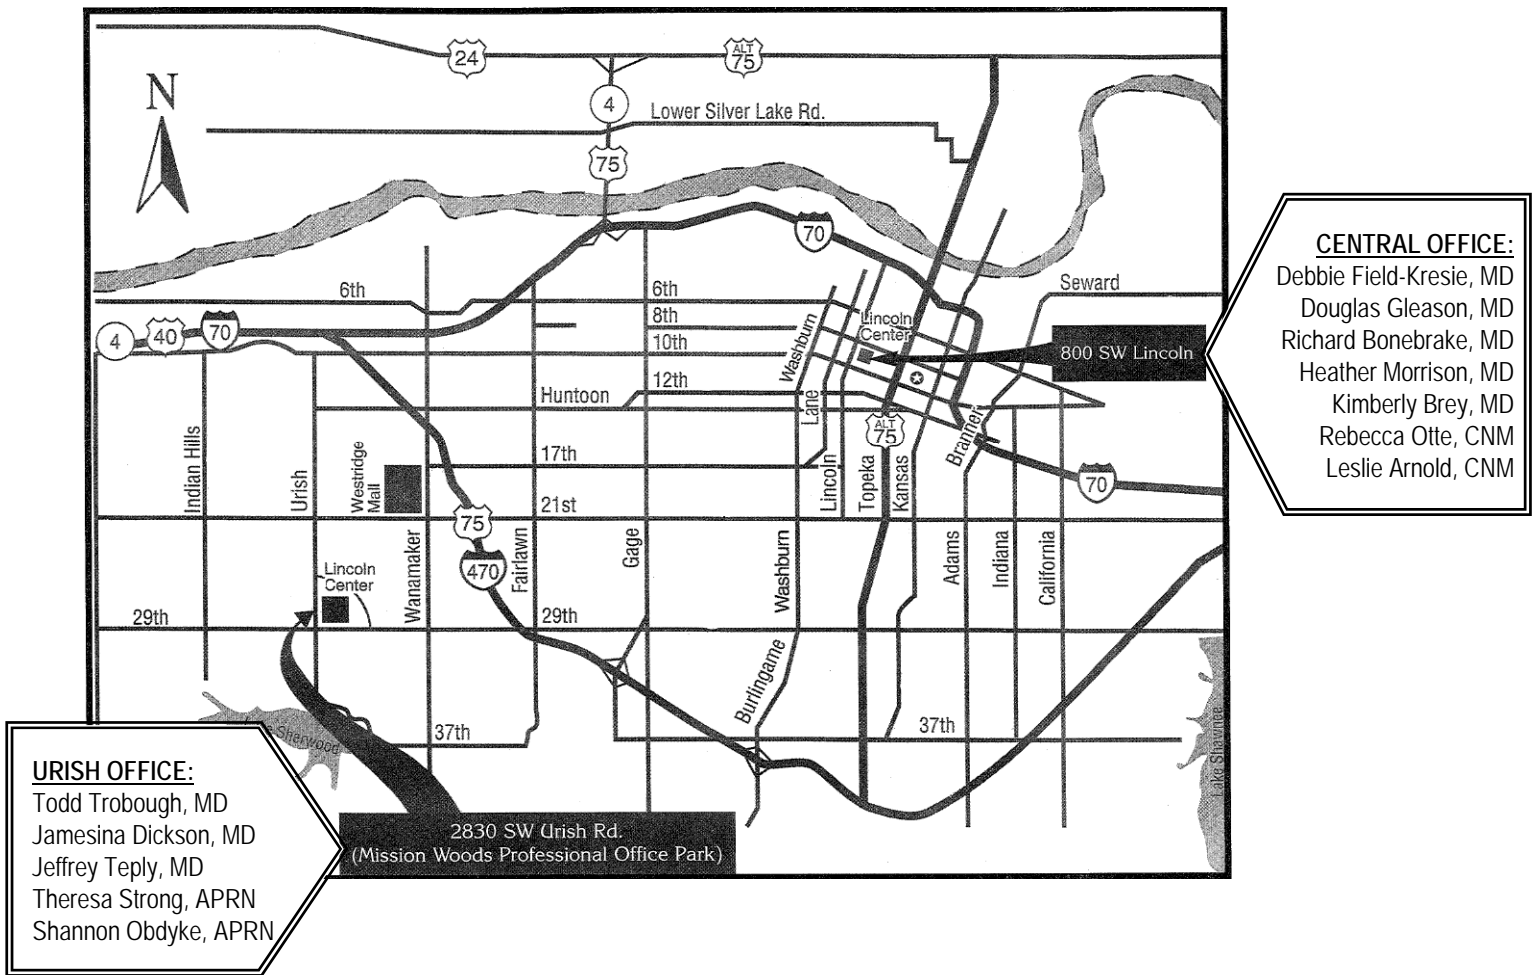 24
ALT
75
N
4
Lower Silver Lake Rd.
75
70
CENTRAL OFFICE:
Debbie Field-Kresie, MD
Douglas Gleason, MD
Richard Bonebrake, MD
Heather Morrison, MD
Kimberly Brey, MD
Rebecca Otte, CNM
Leslie Arnold, CNM
6th
6th
Seward
4
40
70
8th
10th
12th
Washburn
Lincoln
Center
800 SW Lincoln
Huntoon
Lane
ALT
75
Branner
Indian Hills
Urish
Westridge
Mall
17th
Lincoln
Topeka
Kansas
70
21st
75
470
Lincoln
Center
Wanamaker
Fairlawn
Gage
Washburn
Adams
Indiana
California
29th
29th
Burlingame
37th
37th
Sherwood
Lake Shawnee
URISH OFFICE:
Todd Trobough, MD
Jamesina Dickson, MD
Jeffrey Teply, MD
Theresa Strong, APRN
Shannon Obdyke, APRN
2830 SW Urish Rd.
(Mission Woods Professional Office Park)